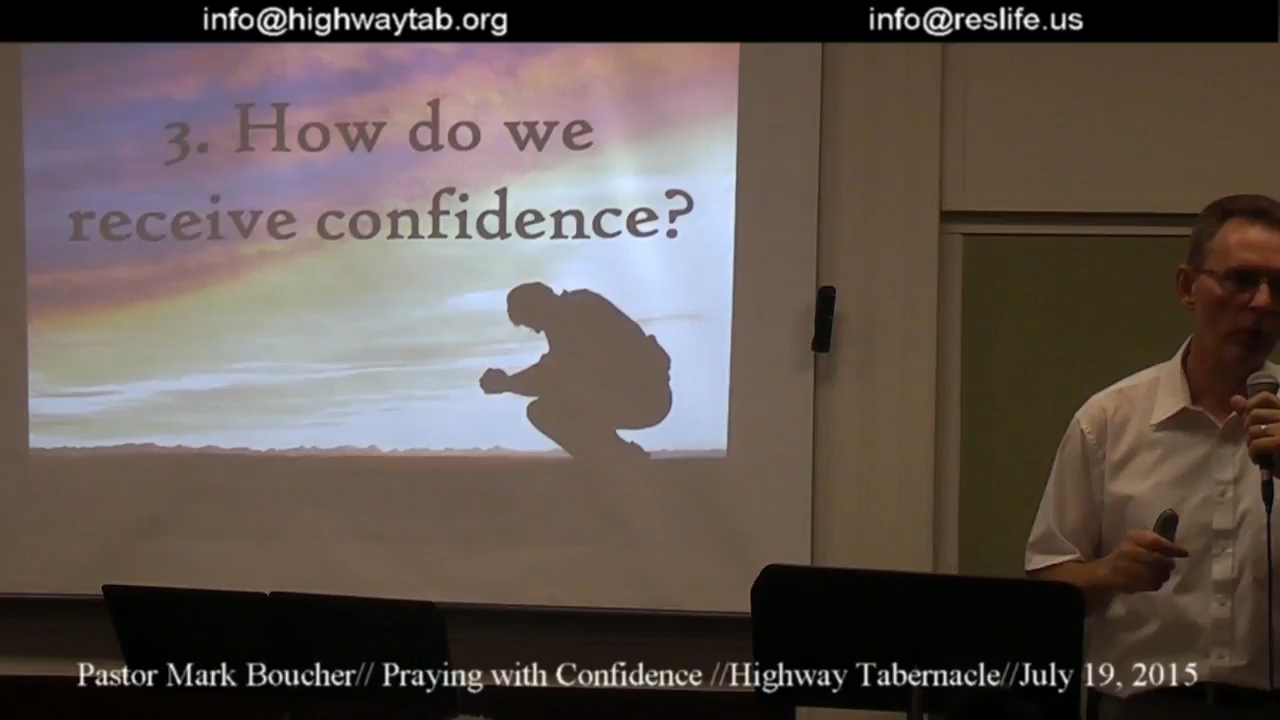 info@highwaytab.org info@reslife.us
3. How do we
receive confidence?
Pastor Mark Boucher// Praying with Confidence //Highway Tabernacle//July 19, 2015